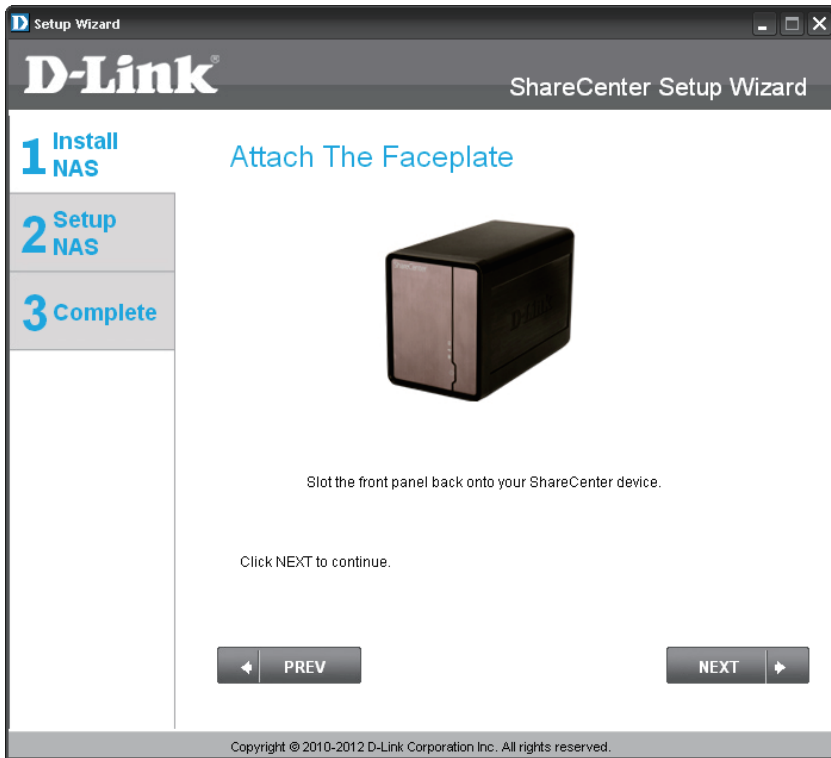 D Setup Wizard
D-Link®
ShareCenter Setup Wizard
1 Install NAS
2 Setup NAS
3 Complete
Attach The Faceplate
ShareCenter
D-Link
Slot the front panel back onto your ShareCenter device.
Click NEXT to continue.
PREV
NEXT
Copyright © 2010-2012 D-Link Corporation Inc. All rights reserved.